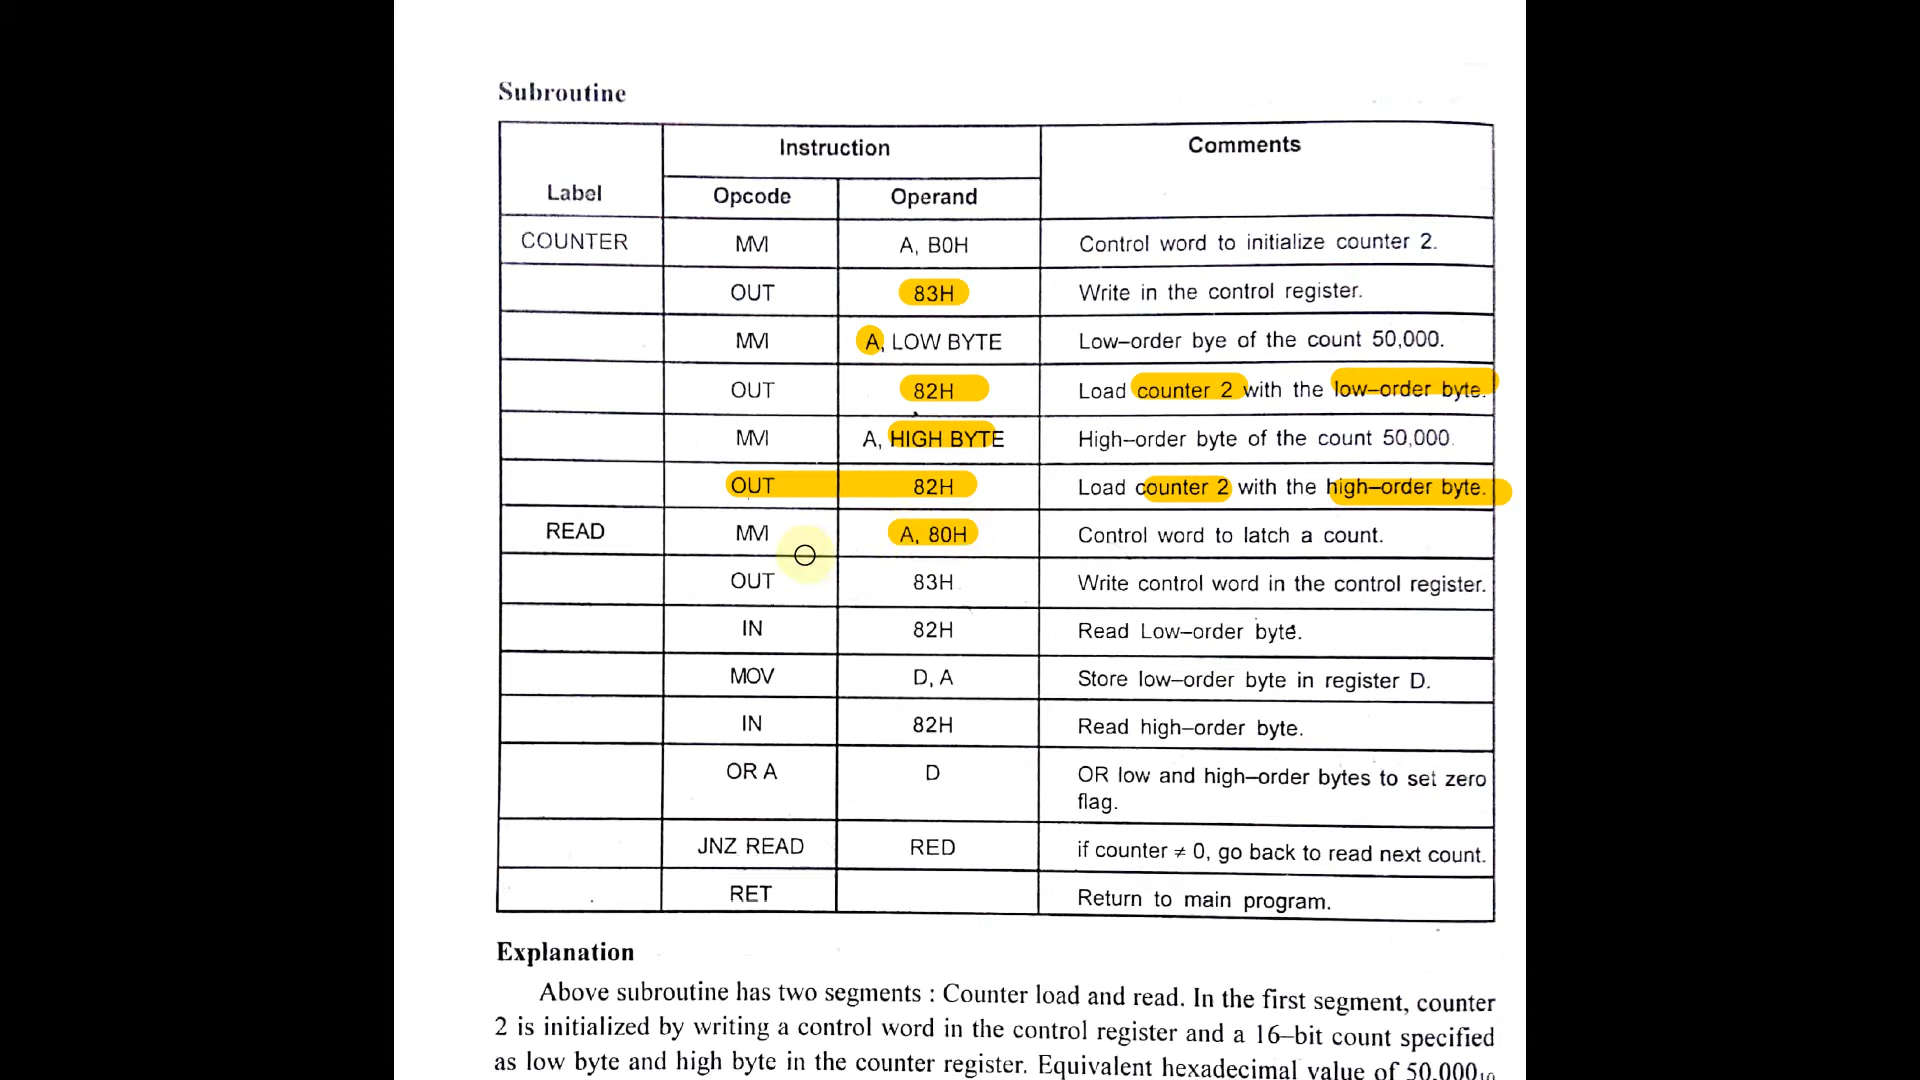 Subroutine
Label Instruction Comments
Opcode Operand
COUNTER MVI A, B0H Control word to initialize counter 2.
OUT 83H Write in the control register.
MVI A, LOW BYTE Low–order bye of the count 50,000.
OUT 82H Load counter 2 with the low–order byte.
MVI A, HIGH BYTE High–order byte of the count 50,000.
OUT 82H Load counter 2 with the high–order byte.
READ MVI A, 80H Control word to latch a count.
OUT 83H Write control word in the control register.
IN 82H Read Low–order byte.
MOV D, A Store low–order byte in register D.
IN 82H Read high–order byte.
OR A D OR low and high–order bytes to set zero
flag.
JNZ READ RED if counter ≠ 0, go back to read next count.
RET Return to main program.
Explanation
Above subroutine has two segments : Counter load and read. In the first segment, counter
2 is initialized by writing a control word in the control register and a 16–bit count specified
as low byte and high byte in the counter register. Equivalent hexadecimal value of 50,000₁₀